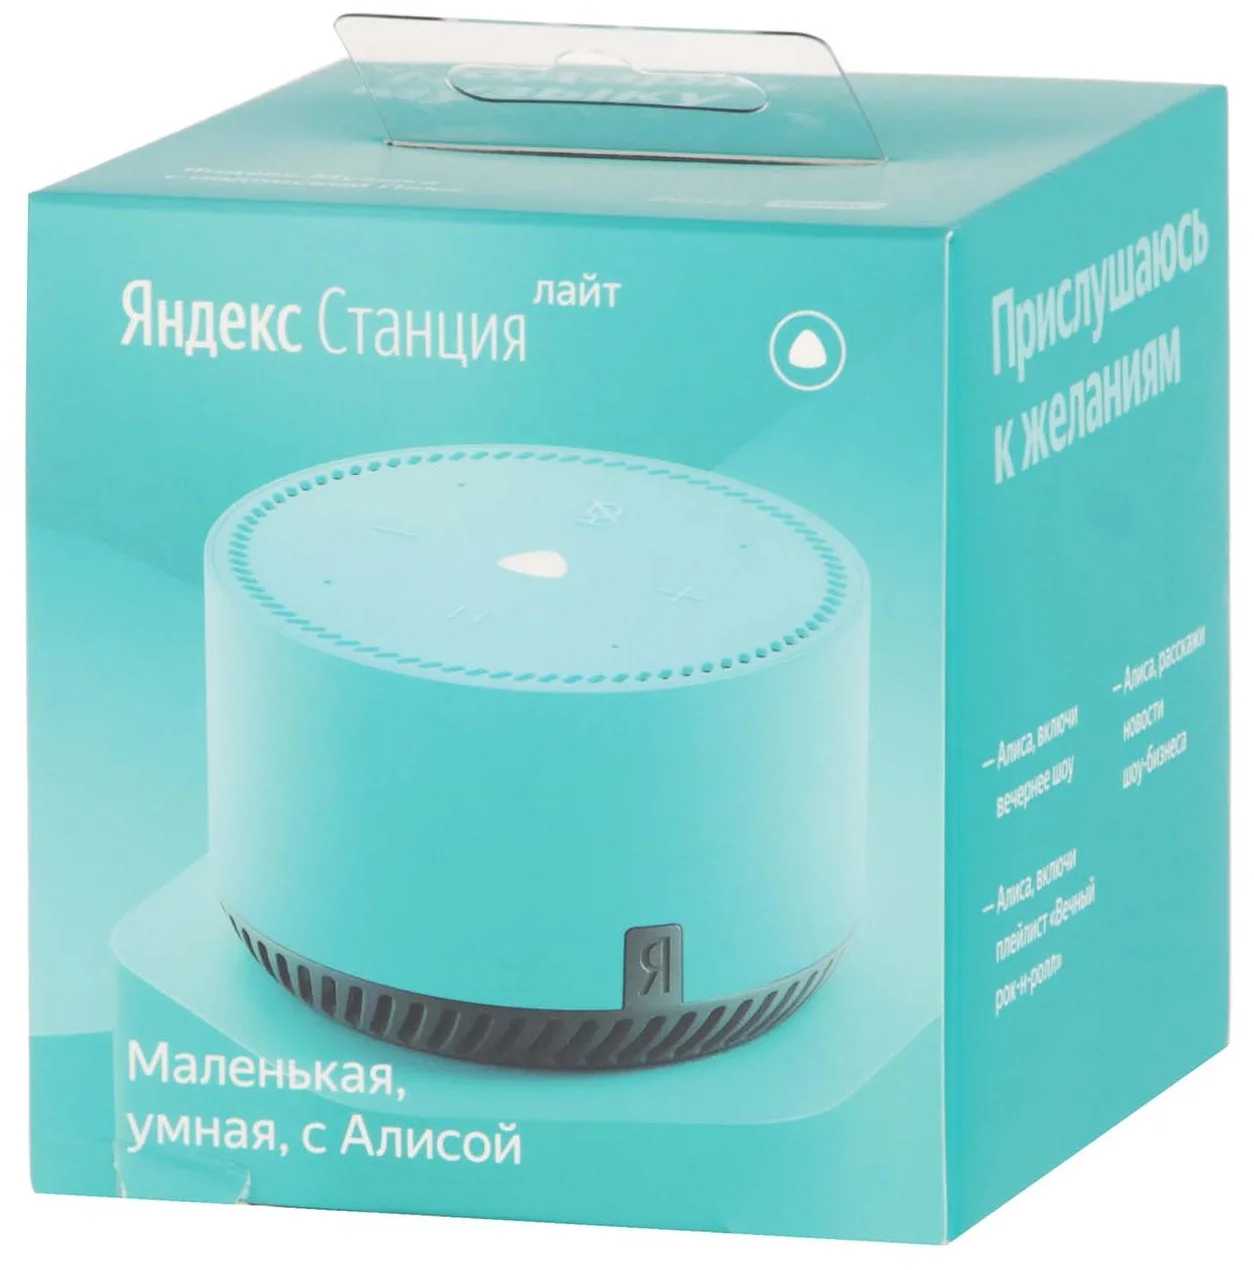 музыку
Яндекс Станция лайт
Маленькая,
умная, с Алисой
Я
Прислушаюсь
к желаниям
— Алиса, включи
вечернее шоу
— Алиса, расскажи
новости
шоу-бизнеса
— Алиса, включи
плейлист «Вечный
рок-н-ролл»